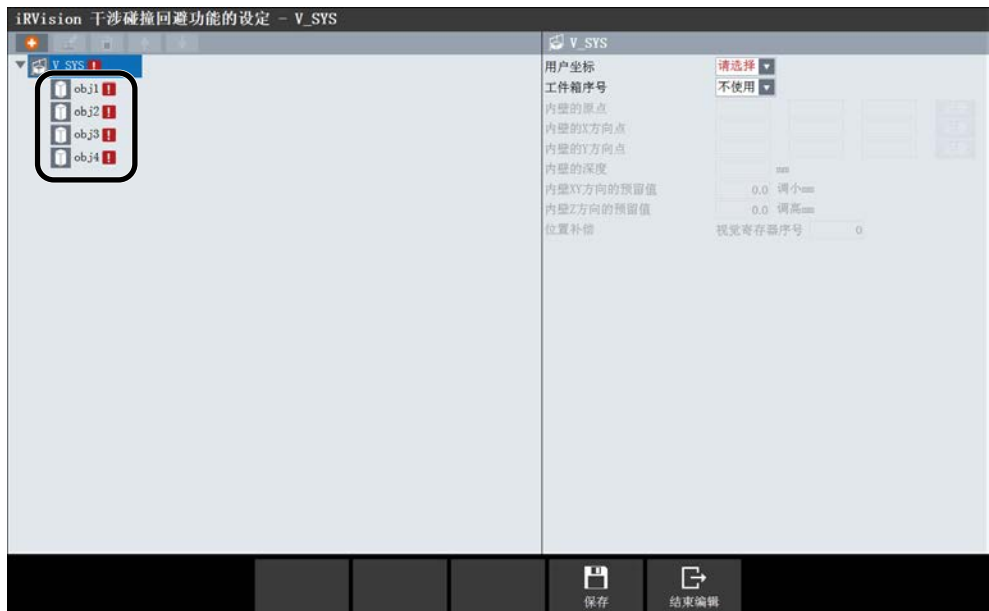 iRVision 干涉碰撞回避功能的设定 - V_SYS
V_SYS
obj1
obj2
obj3
obj4
V_SYS
用户坐标 请选择
工件箱序号 不使用
内壁的原点
内壁的X方向点
内壁的Y方向点
内壁的深度 mm
内壁XY方向的预留值 0.0 调小mm
内壁Z方向的预留值 0.0 调高mm
位置补偿 视觉寄存器序号 0
保存
结束编辑